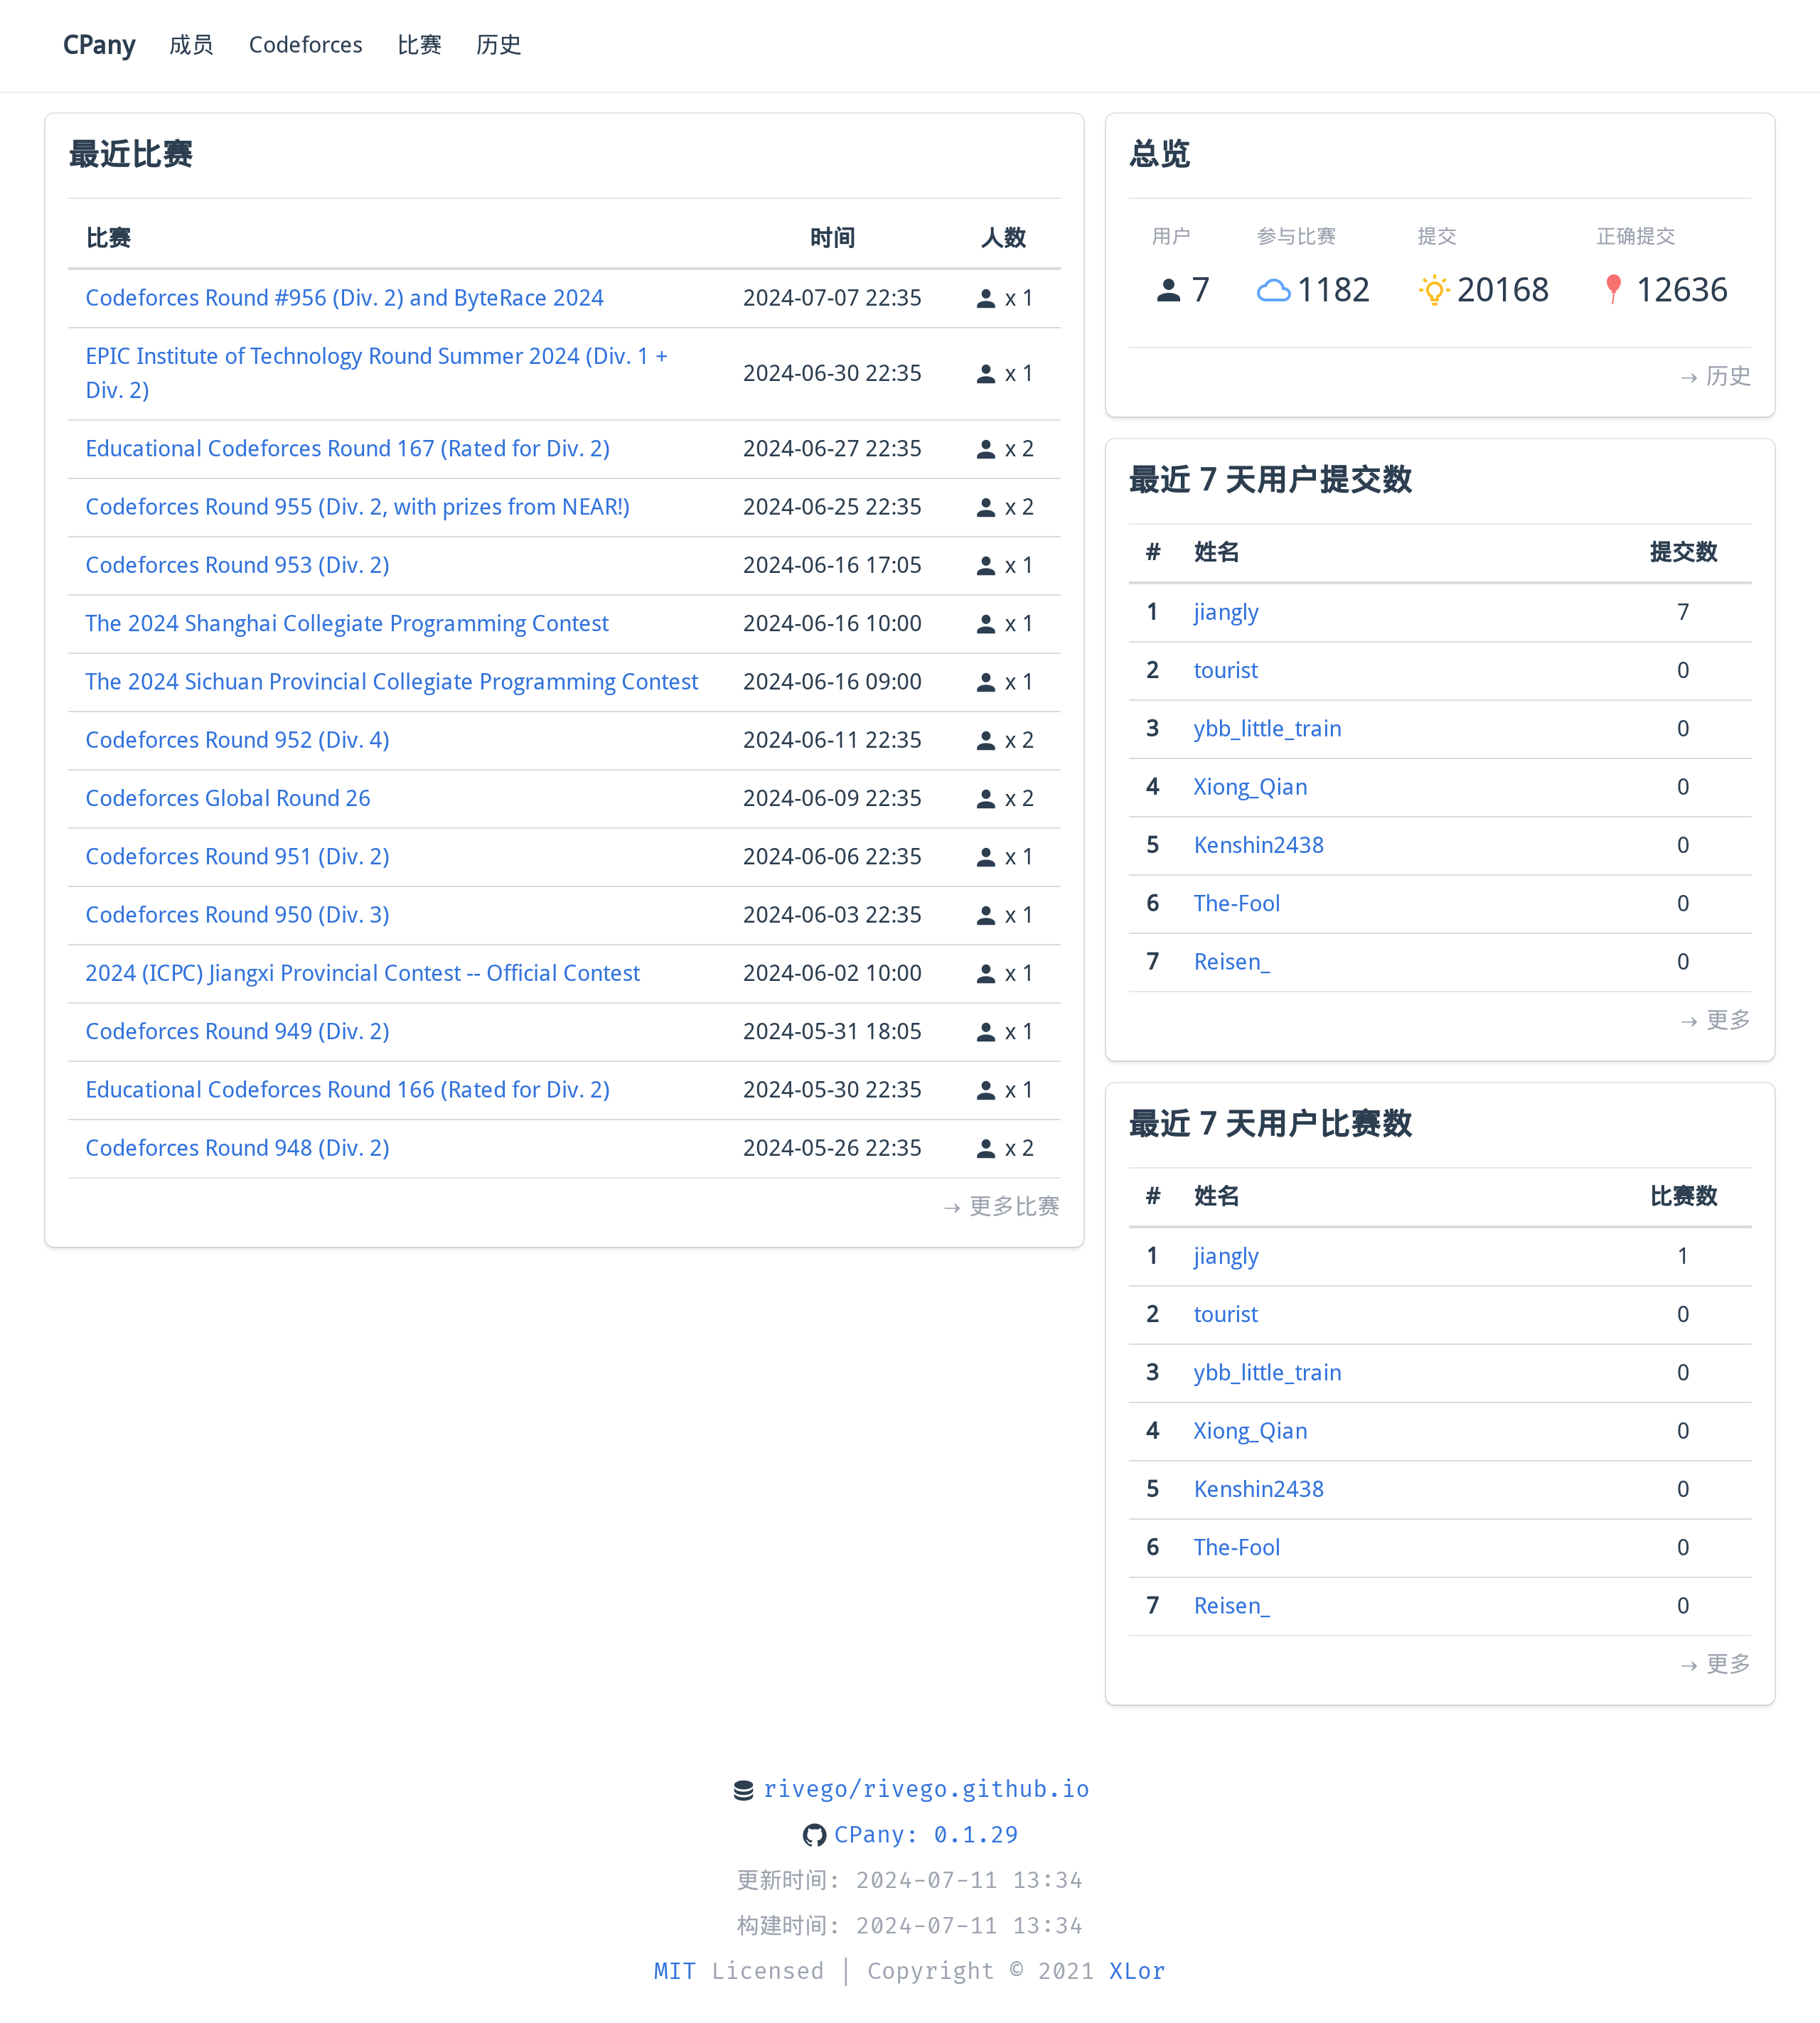 CPany 成员 Codeforces 比赛 历史
最近比赛
比赛 时间 人数
Codeforces Round #956 (Div. 2) and ByteRace 2024 2024-07-07 22:35 x 1
EPIC Institute of Technology Round Summer 2024 (Div. 1 +
Div. 2) 2024-06-30 22:35 x 1
Educational Codeforces Round 167 (Rated for Div. 2) 2024-06-27 22:35 x 2
Codeforces Round 955 (Div. 2, with prizes from NEAR!) 2024-06-25 22:35 x 2
Codeforces Round 953 (Div. 2) 2024-06-16 17:05 x 1
The 2024 Shanghai Collegiate Programming Contest 2024-06-16 10:00 x 1
The 2024 Sichuan Provincial Collegiate Programming Contest 2024-06-16 09:00 x 1
Codeforces Round 952 (Div. 4) 2024-06-11 22:35 x 2
Codeforces Global Round 26 2024-06-09 22:35 x 2
Codeforces Round 951 (Div. 2) 2024-06-06 22:35 x 1
Codeforces Round 950 (Div. 3) 2024-06-03 22:35 x 1
2024 (ICPC) Jiangxi Provincial Contest -- Official Contest 2024-06-02 10:00 x 1
Codeforces Round 949 (Div. 2) 2024-05-31 18:05 x 1
Educational Codeforces Round 166 (Rated for Div. 2) 2024-05-30 22:35 x 1
Codeforces Round 948 (Div. 2) 2024-05-26 22:35 x 2
→ 更多比赛
总览
用户 参与比赛 提交 正确提交
7 1182 20168 12636
→ 历史
最近 7 天用户提交数
# 姓名 提交数
1 jiangly 7
2 tourist 0
3 ybb_little_train 0
4 Xiong_Qian 0
5 Kenshin2438 0
6 The-Fool 0
7 Reisen_ 0
→ 更多
最近 7 天用户比赛数
# 姓名 比赛数
1 jiangly 1
2 tourist 0
3 ybb_little_train 0
4 Xiong_Qian 0
5 Kenshin2438 0
6 The-Fool 0
7 Reisen_ 0
→ 更多
rivego/rivego.github.io
CPany: 0.1.29
更新时间: 2024-07-11 13:34
构建时间: 2024-07-11 13:34
MIT Licensed | Copyright © 2021 XLor